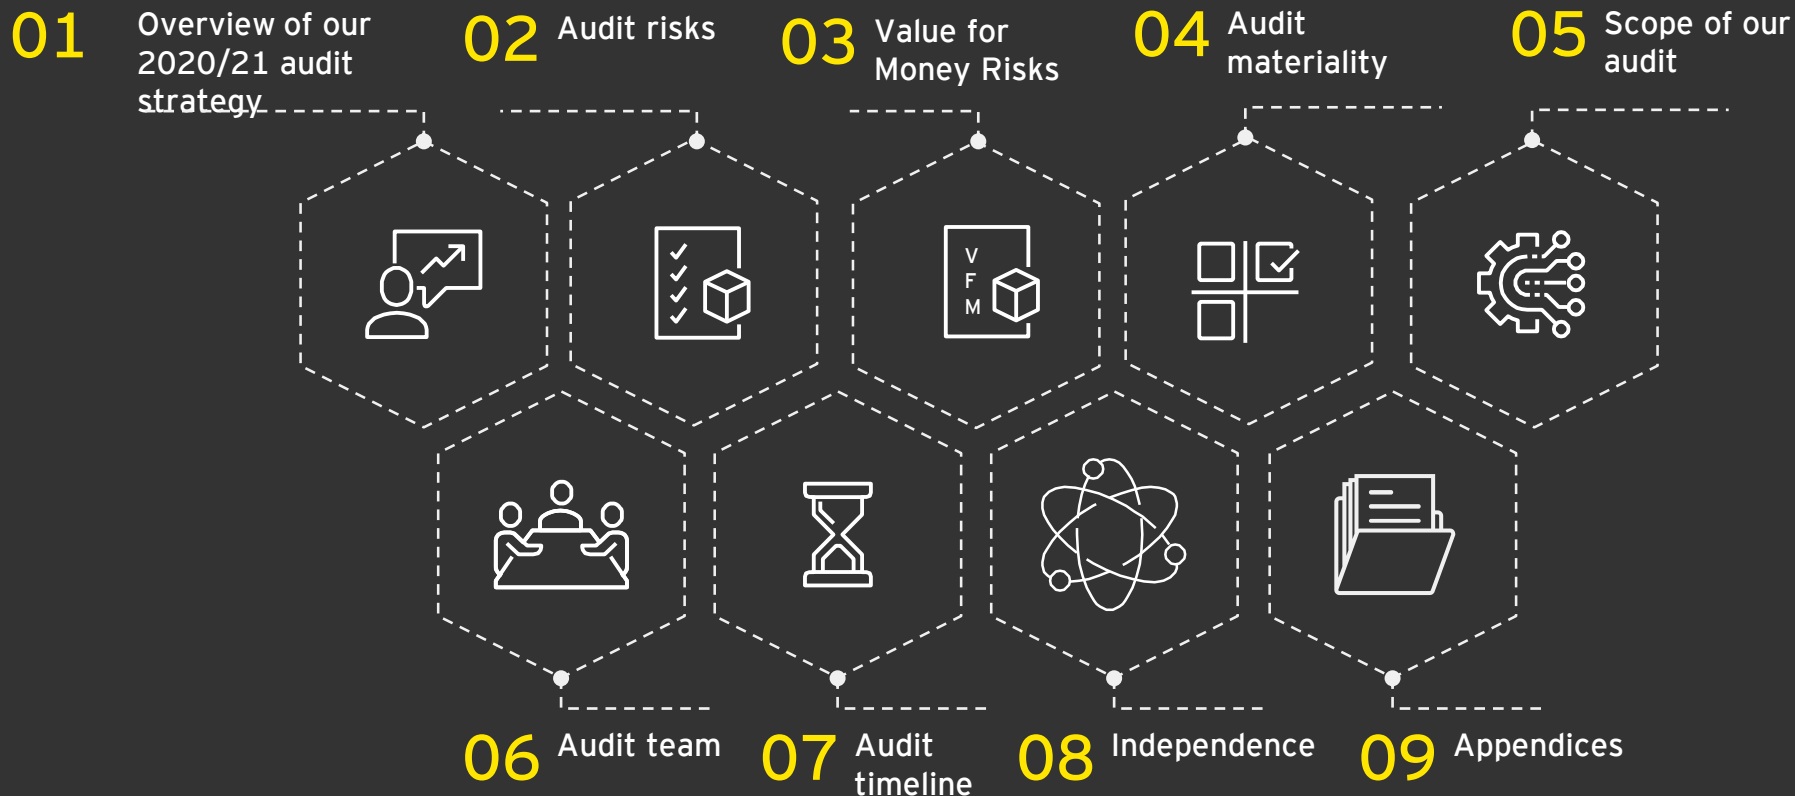 01
Overview of our
2020/21 audit
strategy
02
Audit risks
03
Value for
Money Risks
04
Audit
materiality
05
Scope of our
audit
V
F
M
06
Audit team
07
Audit
timeline
08
Independence
09
Appendices